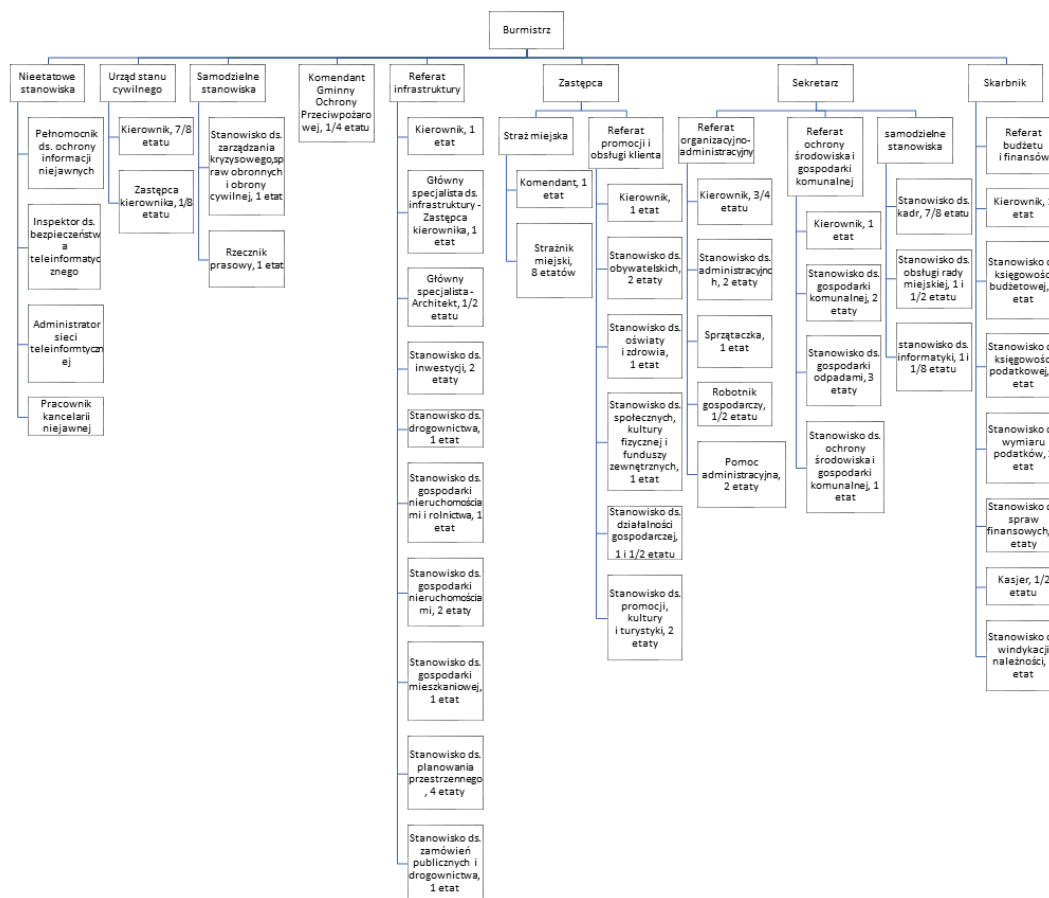 Burmistrz
Nieetatowe
stanowiska
Pełnomocnik
ds. ochrony
informacji
niejawnych
Inspektor ds.
bezpieczeństw
a
teleinformatyc
znego
Administrator
sieci
teleinformtyczn
ej
Pracownik
kancelarii
niejawnej
Urząd stanu
cywilnego
Kierownik, 7/8
etatu
Zastępca
kierownika, 1/8
etatu
Samodzielne
stanowiska
Stanowisko ds.
zarządzania
kryzysowego,sp
raw obronnych
i obrony
cywilnej, 1 etat
Rzecznik
prasowy, 1 etat
Komendant
Gminny
Ochrony
Przeciwpożaro
wej, 1/4 etatu
Referat
infrastruktury
Kierownik, 1
etat
Główny
specjalista ds.
infrastruktury -
Zastępca
kierownika, 1
etat
Główny
specjalista -
Architekt, 1/2
etatu
Stanowisko ds.
inwestycji, 2
etaty
Stanowisko ds.
drogownictwa,
1 etat
Stanowisko ds.
gospodarki
nieruchomościa
mi i rolnictwa, 1
etat
Stanowisko ds.
gospodarki
nieruchomościa
mi, 2 etaty
Stanowisko ds.
gospodarki
mieszkaniowej,
1 etat
Stanowisko ds.
planowania
przestrzennego
, 4 etaty
Stanowisko ds.
zamówień
publicznych i
drogownictwa,
1 etat
Zastępca
Straż miejska
Komendant, 1
etat
Strażnik
miejski,
8 etatów
Referat
promocji i
obsługi klienta
Kierownik,
1 etat
Stanowisko ds.
obywatelskich,
2 etaty
Stanowisko ds.
oświaty
i zdrowia,
1 etat
Stanowisko ds.
społecznych,
kultury
fizycznej i
funduszy
zewnętrznych,
1 etat
Stanowisko ds.
działalności
gospodarczej,
1 i 1/2 etatu
Stanowisko ds.
promocji,
kultury
i turystyki, 2
etaty
Sekretarz
Referat
organizacyjno-
administracyjny
Kierownik, 3/4
etatu
Stanowisko ds.
administracyjnc
h, 2 etaty
Sprzątaczka,
1 etat
Robotnik
gospodarczy,
1/2 etatu
Pomoc
administracyjna,
2 etaty
Referat
ochrony
środowiska i
gospodarki
komunalnej
Kierownik, 1
etat
Stanowisko ds.
gospodarki
komunalnej, 2
etaty
Stanowisko ds.
gospodarki
odpadami, 3
etaty
Stanowisko ds.
ochrony
środowiska i
gospodarki
komunalnej, 1
etat
samodzielne
stanowiska
Stanowisko ds.
kadr, 7/8 etatu
Stanowisko ds.
obsługi rady
miejskiej, 1 i
1/2 etatu
stanowisko ds.
informatyki, 1 i
1/8 etatu
Skarbnik
Referat
budżetu
i finansów
Kierownik,
etat
Stanowisko
księgowości
budżetowej,
etat
Stanowisko
księgowości
podatkowej,
etat
Stanowisko
wymiaru
podatków,
etat
Stanowisko
spraw
finansowych,
etaty
Kasjer, 1/2
etatu
Stanowisko
windykacji
należności,
etat